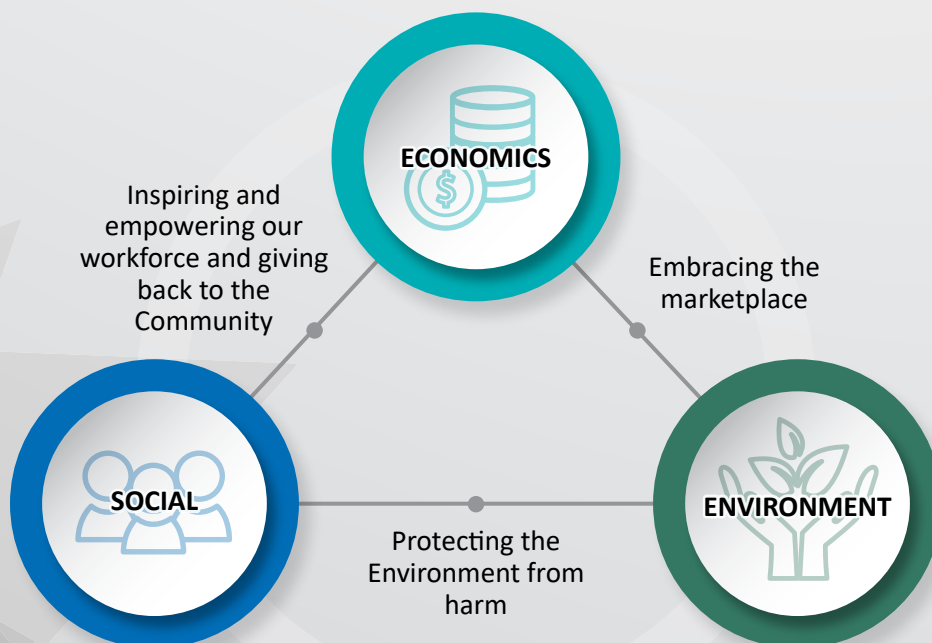 ECONOMICS
$
Inspiring and
empowering our
workforce and giving
back to the
Community
Embracing the
marketplace
SOCIAL
ENVIRONMENT
Protecting the
Environment from
harm